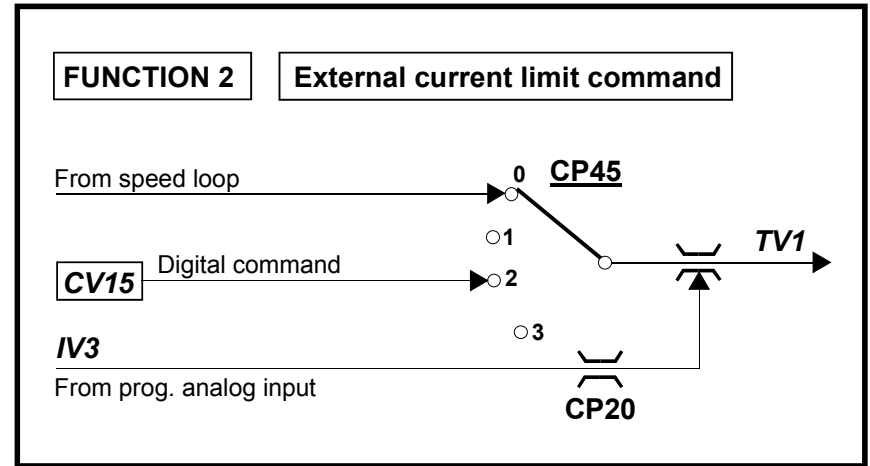 FUNCTION 2 External current limit command
From speed loop 0 CP45
1
TV1
CV15 Digital command 2
3
IV3
From prog. analog input
CP20